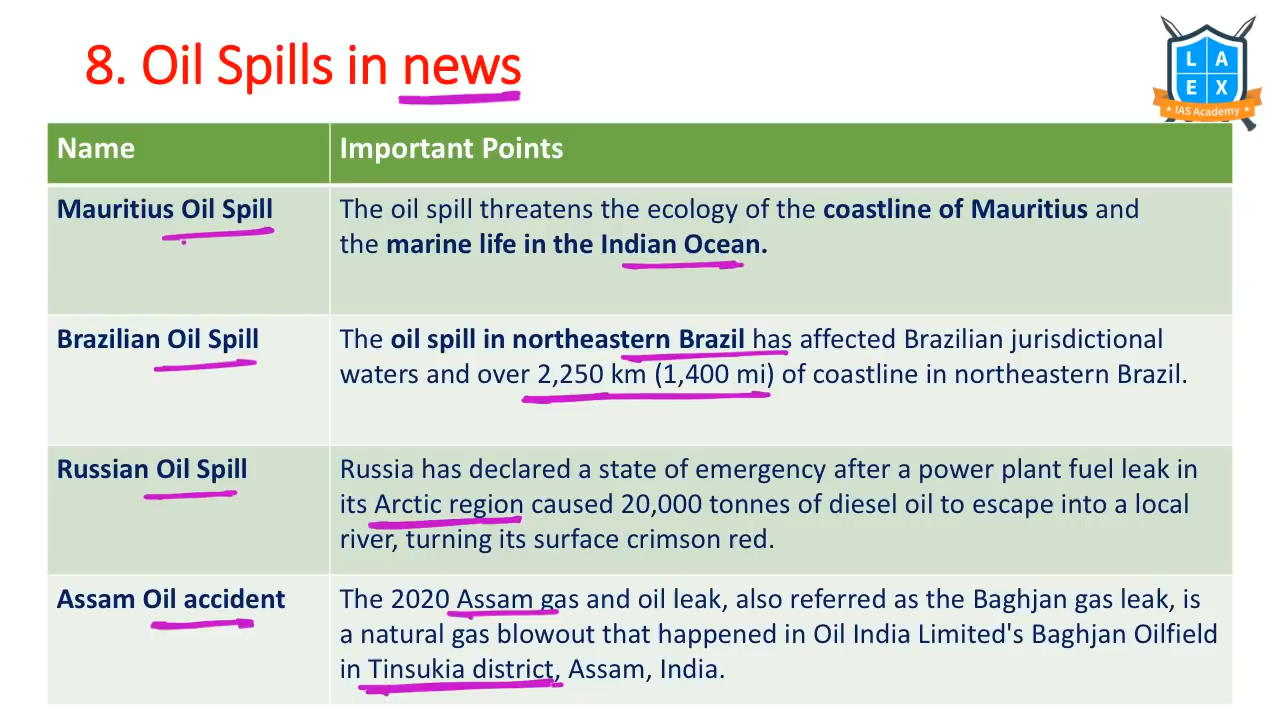 8. Oil Spills in news
L A
E X
IAS Academy
Name
Important Points
Mauritius Oil Spill
The oil spill threatens the ecology of the coastline of Mauritius and
the marine life in the Indian Ocean.
Brazilian Oil Spill
The oil spill in northeastern Brazil has affected Brazilian jurisdictional
waters and over 2,250 km (1,400 mi) of coastline in northeastern Brazil.
Russian Oil Spill
Russia has declared a state of emergency after a power plant fuel leak in
its Arctic region caused 20,000 tonnes of diesel oil to escape into a local
river, turning its surface crimson red.
Assam Oil accident
The 2020 Assam gas and oil leak, also referred as the Baghjan gas leak, is
a natural gas blowout that happened in Oil India Limited's Baghjan Oilfield
in Tinsukia district, Assam, India.